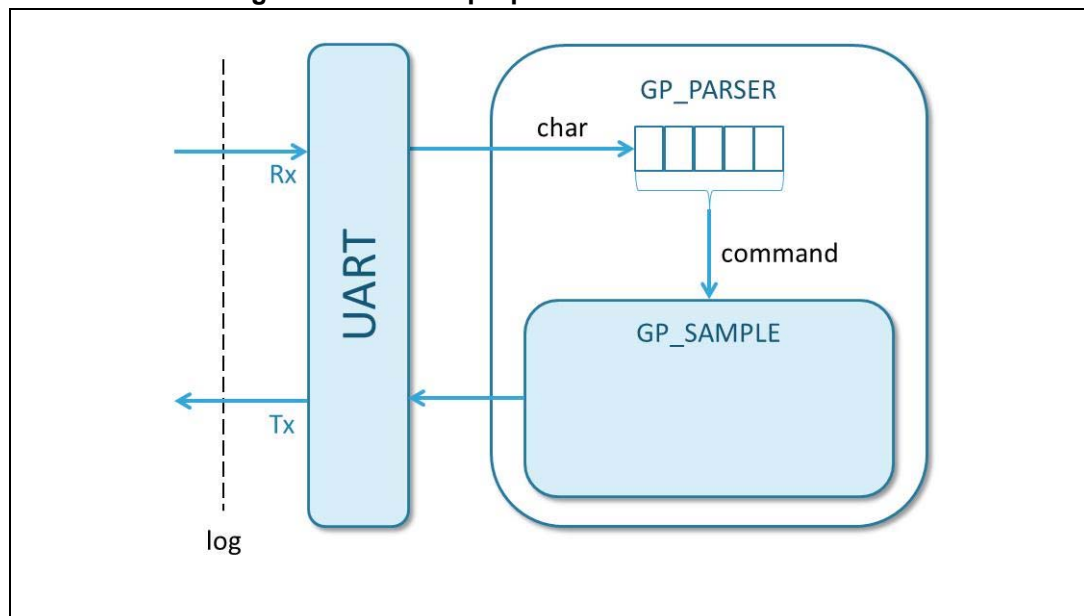 GP_PARSER
char
Rx
UART
command
GP_SAMPLE
Tx
log